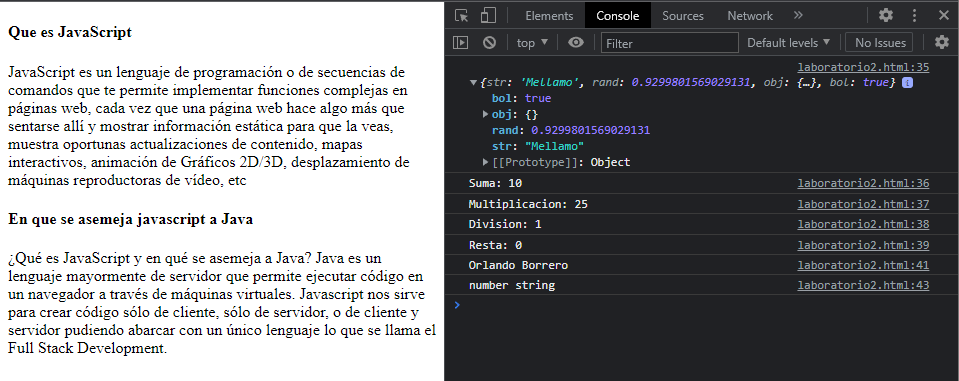 Que es JavaScript
JavaScript es un lenguaje de programación o de secuencias de
comandos que te permite implementar funciones complejas en
páginas web, cada vez que una página web hace algo más que
sentarse allí y mostrar información estática para que la veas,
muestra oportunas actualizaciones de contenido, mapas
interactivos, animación de Gráficos 2D/3D, desplazamiento de
máquinas reproductoras de vídeo, etc
En que se asemeja javascript a Java
¿Qué es JavaScript y en qué se asemeja a Java? Java es un
lenguaje mayormente de servidor que permite ejecutar código en
un navegador a través de máquinas virtuales. Javascript nos sirve
para crear código sólo de cliente, sólo de servidor, o de cliente y
servidor pudiendo abarcar con un único lenguaje lo que se llama el
Full Stack Development.
Elements Console Sources Network »
top Filter Default levels No Issues
laboratorio2.html:35
{str: 'Mellamo', rand: 0.9299801569029131, obj: {…}, bol: true} i
bol: true
obj: {}
rand: 0.9299801569029131
str: "Mellamo"
[[Prototype]]: Object
Suma: 10 laboratorio2.html:36
Multiplicacion: 25 laboratorio2.html:37
Division: 1 laboratorio2.html:38
Resta: 0 laboratorio2.html:39
Orlando Borrero laboratorio2.html:41
number string laboratorio2.html:43